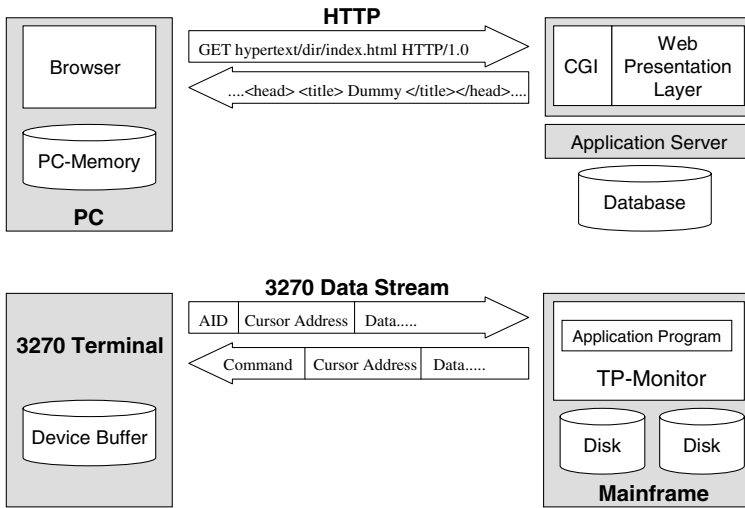 HTTP
Browser
PC-Memory
PC
GET hypertext/dir/index.html HTTP/1.0
....<head> <title> Dummy </title></head>....
CGI
Web
Presentation
Layer
Application Server
Database
3270 Data Stream
3270 Terminal
Device Buffer
AID Cursor Address Data.....
Command Cursor Address Data.....
Application Program
TP-Monitor
Disk Disk
Mainframe